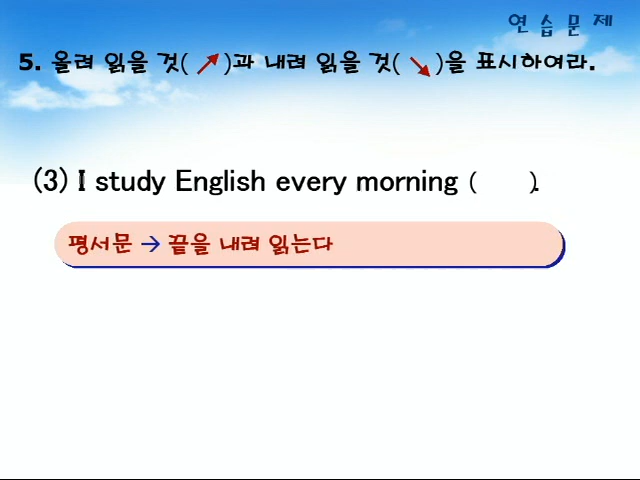 연 습 문 제
5. 올려 읽을 것( ↗ )과 내려 읽을 것( ↘ )을 표시하여라.
(3) I study English every morning (      ).
평서문 → 끝을 내려 읽는다